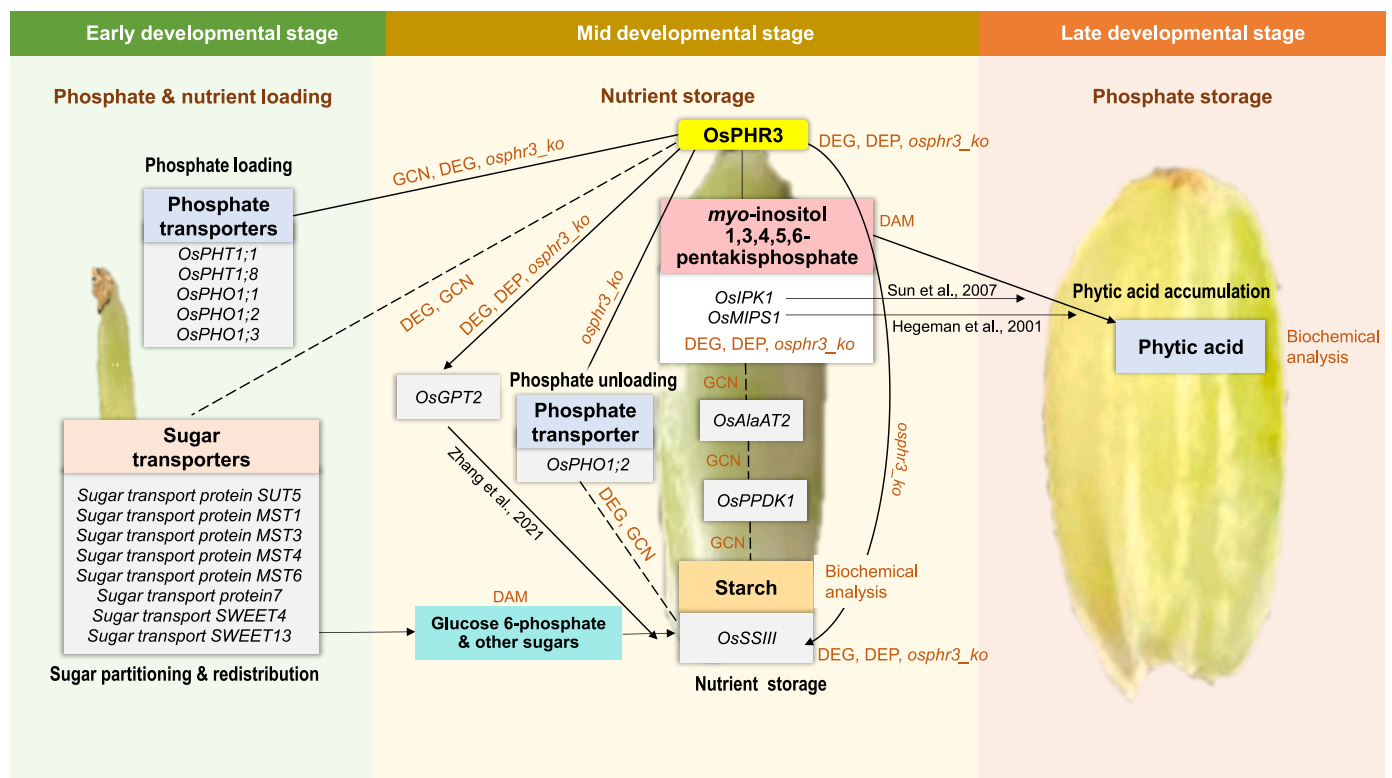 Early developmental stage
Mid developmental stage
Late developmental stage
Phosphate & nutrient loading
Nutrient storage
Phosphate storage
OsPHR3
DEG, DEP, osphr3_ko
GCN, DEG, osphr3_ko
Phosphate loading
Phosphate
transporters
OsPHT1;1
OsPHT1;8
OsPHO1;1
OsPHO1;2
OsPHO1;3
DEG, GCN
DEG, DEP, osphr3_ko
osphr3_ko
myo-inositol
1,3,4,5,6-
pentakisphosphate
DAM
OsIPK1
OsMIPS1
DEG, DEP, osphr3_ko
Sun et al., 2007
Hegeman et al., 2001
Phytic acid accumulation
Phytic acid
Biochemical
analysis
OsGPT2
Phosphate unloading
Phosphate
transporter
OsPHO1;2
GCN
OsAlaAT2
GCN
OsPPDK1
GCN
osphr3_ko
Zhang et al., 2021
DEG, GCN
Sugar
transporters
Sugar transport protein SUT5
Sugar transport protein MST1
Sugar transport protein MST3
Sugar transport protein MST4
Sugar transport protein MST6
Sugar transport protein7
Sugar transport SWEET4
Sugar transport SWEET13
Sugar partitioning & redistribution
DAM
Glucose 6-phosphate
& other sugars
Starch
Biochemical
analysis
OsSSIII
DEG, DEP, osphr3_ko
Nutrient storage